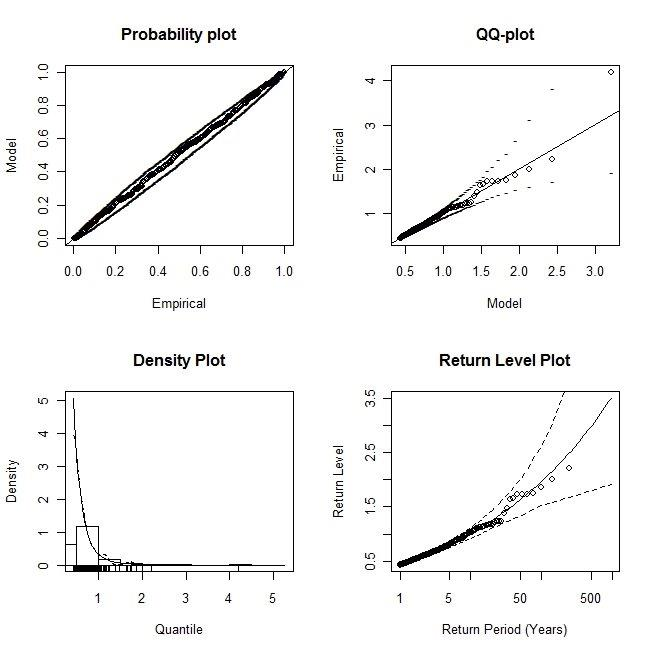 Probability plot
Model
0.0 0.2 0.4 0.6 0.8 1.0
0.0 0.2 0.4 0.6 0.8 1.0
Empirical
QQ-plot
Empirical
1 2 3 4
0.5 1.0 1.5 2.0 2.5 3.0
Model
Density Plot
Density
0 1 2 3 4 5
1 2 3 4 5
Quantile
Return Level Plot
Return Level
0.5 1.5 2.5 3.5
1 5 50 500
Return Period (Years)